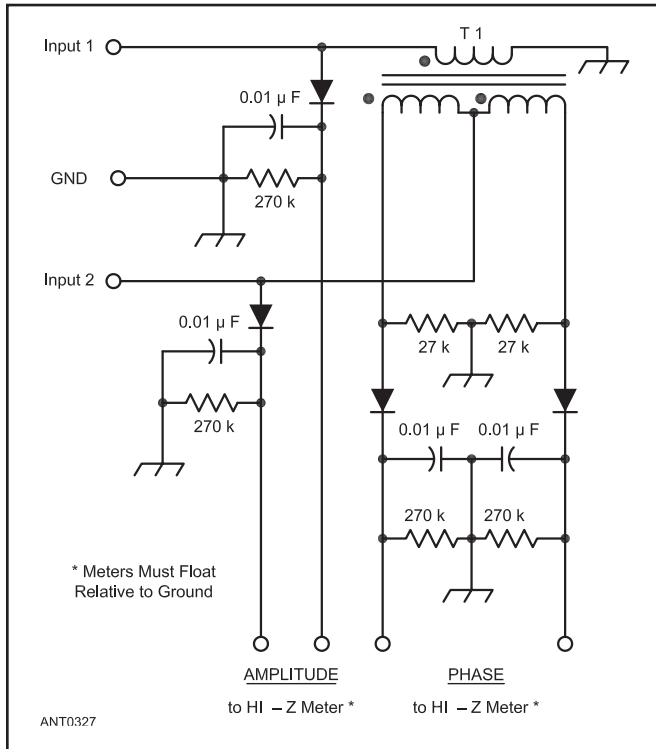 Input 1
T 1
0.01 µ F
GND
270 k
Input 2
0.01 µ F
27 k
27 k
270 k
0.01 µ F
0.01 µ F
270 k
270 k
* Meters Must Float
Relative to Ground
AMPLITUDE
PHASE
to HI – Z Meter *
to HI – Z Meter *
ANT0327